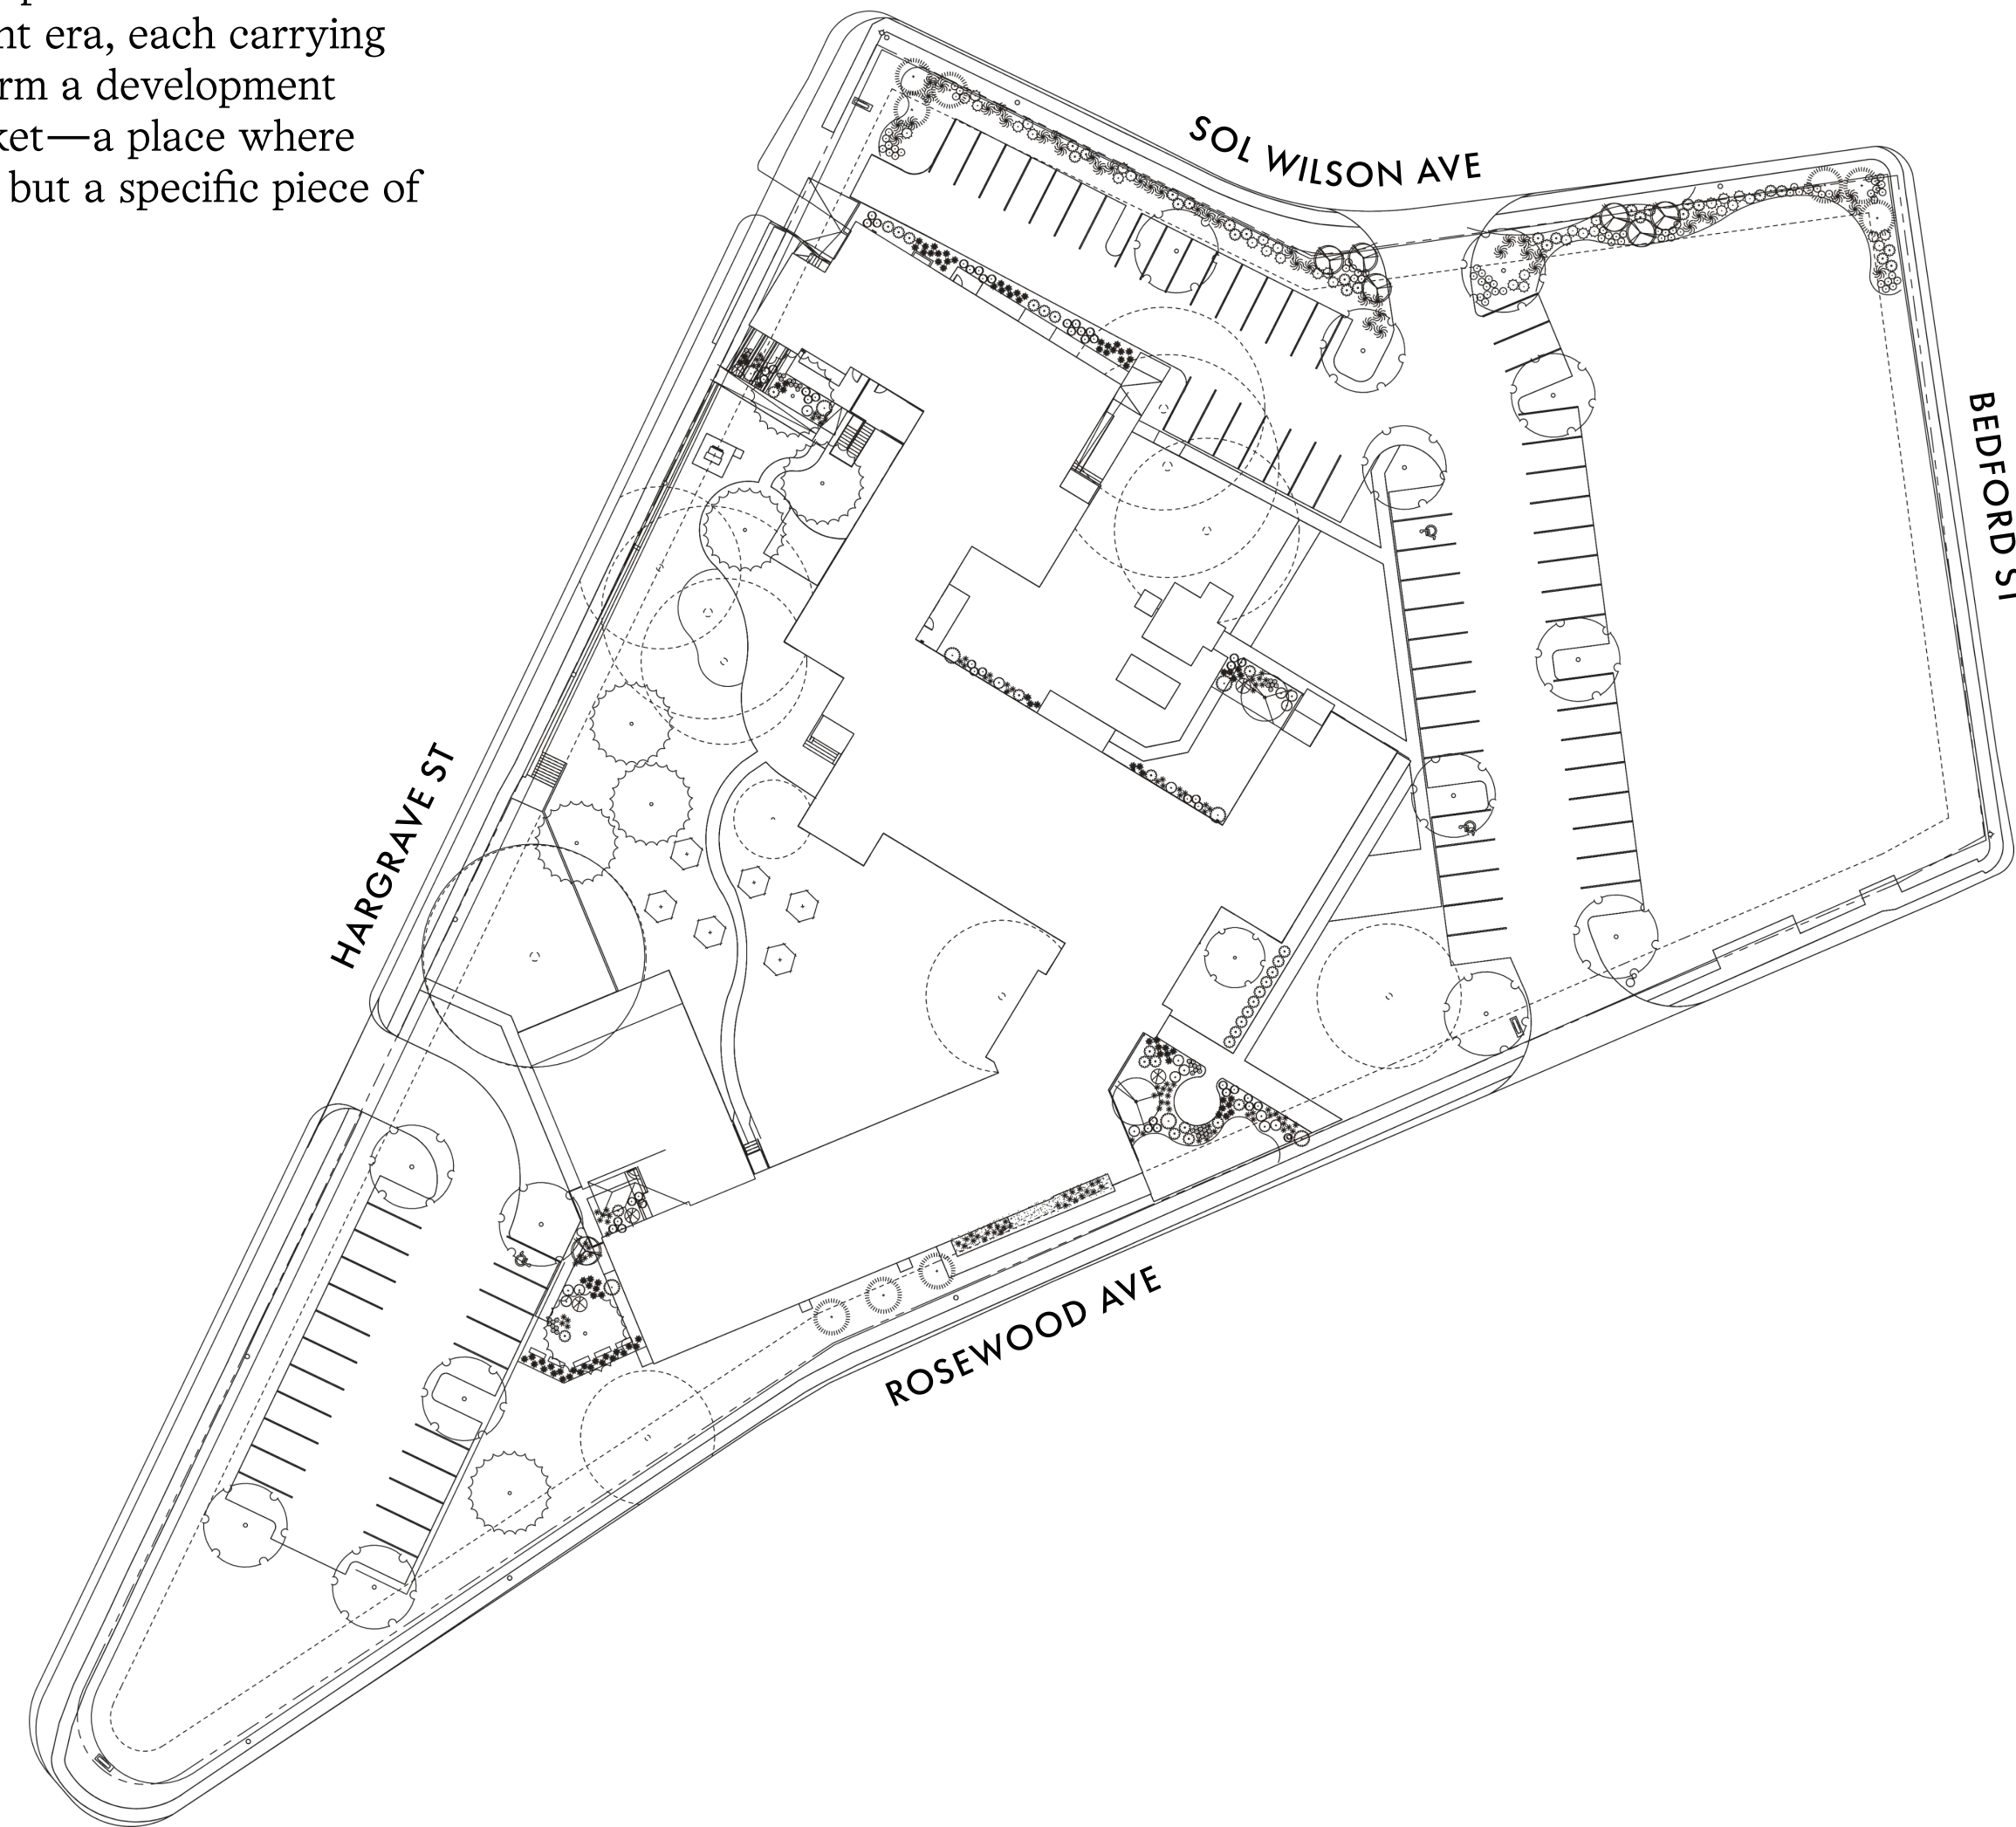 nt era, each carrying
rm a development
ket—a place where
but a specific piece of
SOL WILSON AVE
BEDFORD ST
HARGRAVE ST
ROSEWOOD AVE